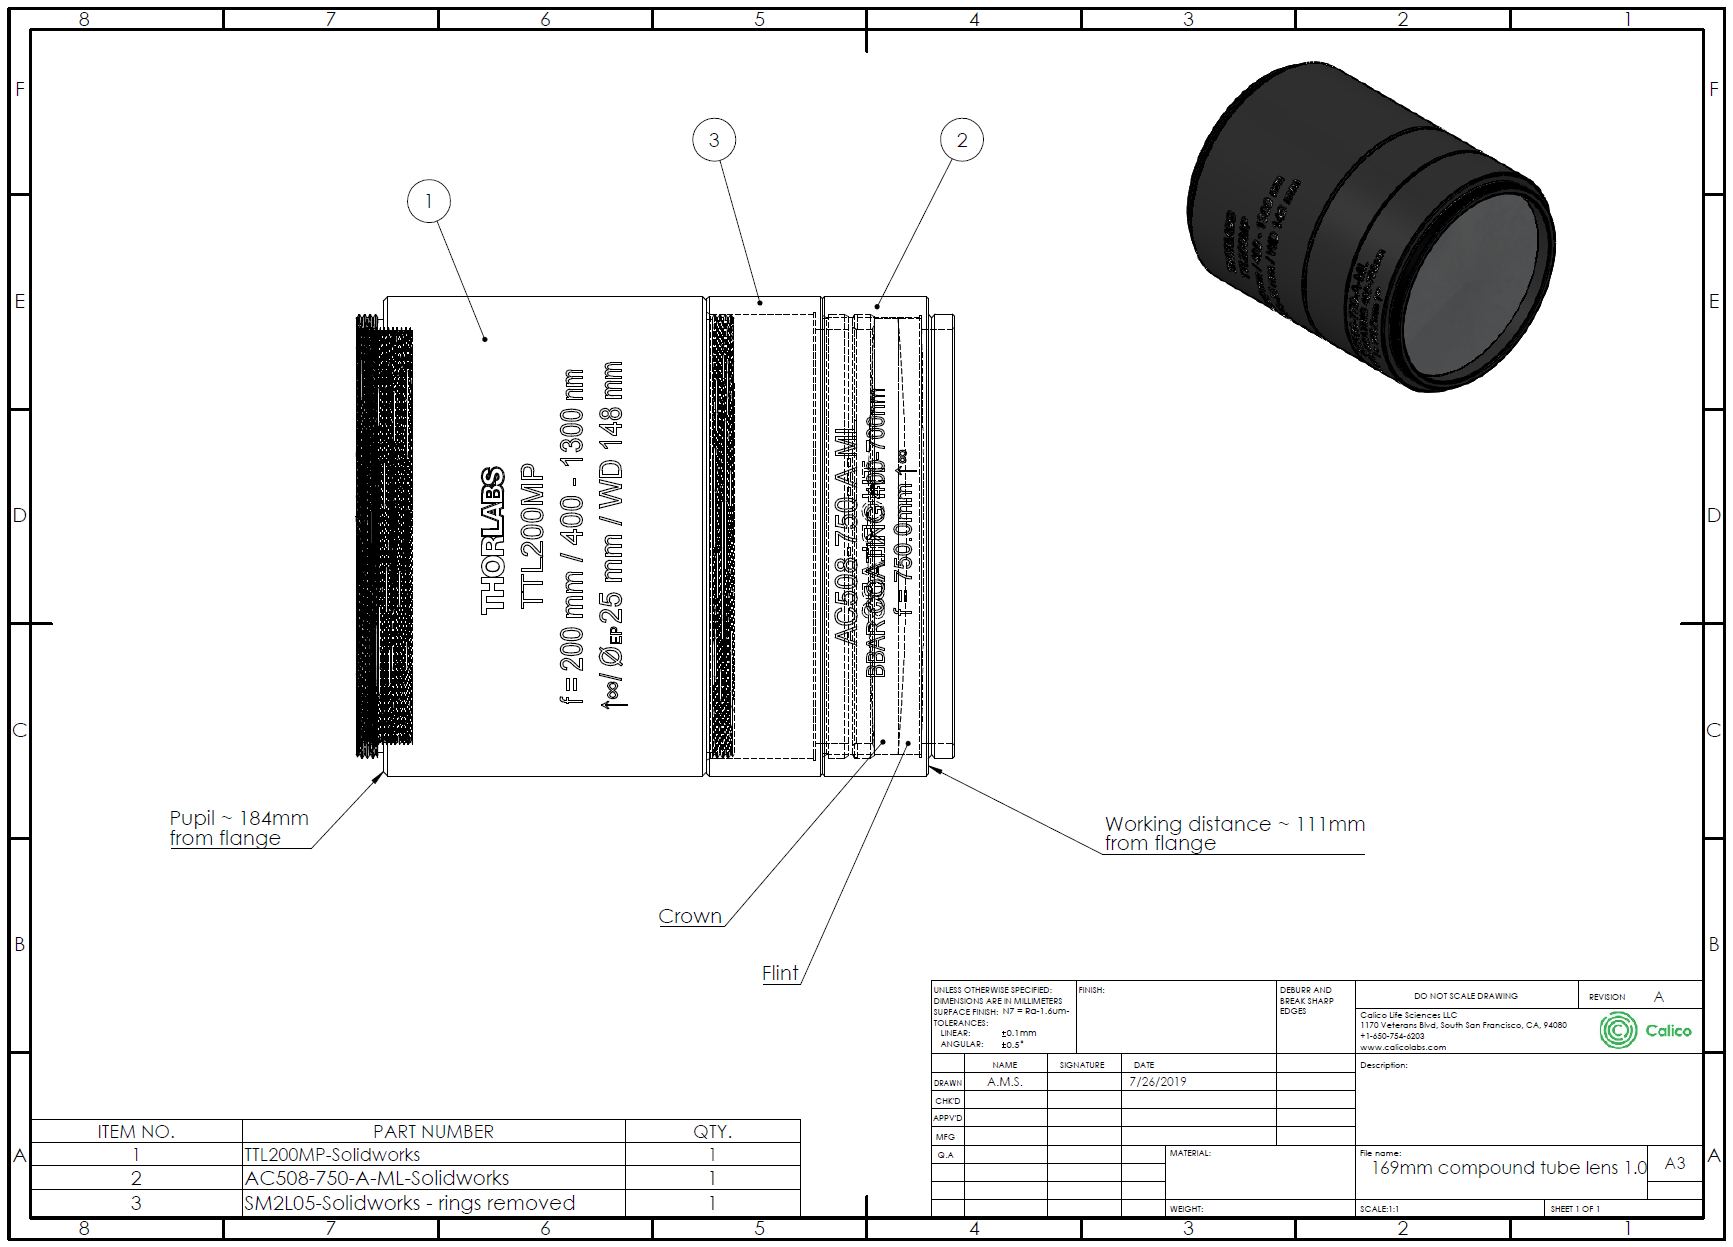 8 7 6 5 4 3 2 1
F F
E E
D D
C C
B B
A A
3
2
1
THORLABS
TTL200MP
f = 200 mm / 400 - 1300 nm
↑∞/ ØEP 25 mm / WD 148 mm
AC508-750-A-ML
BBAR COATING 400-700nm
f = 750.0mm ↑∞
Pupil ~ 184mm
from flange
Working distance ~ 111mm
from flange
Crown
Flint
UNLESS OTHERWISE SPECIFIED:
DIMENSIONS ARE IN MILLIMETERS
SURFACE FINISH: N7 = Ra-1.6um-
TOLERANCES:
LINEAR: ±0.1mm
ANGULAR: ±0.5°
FINISH:
DEBURR AND
BREAK SHARP
EDGES
DO NOT SCALE DRAWING
REVISION A
Calico Life Sciences LLC
1170 Veterans Blvd, South San Francisco, CA, 94080
+1-650-754-6203
www.calicolabs.com
Calico
NAME SIGNATURE DATE
DRAWN A.M.S. 7/26/2019
CHK'D
APPV'D
MFG
Q.A
Description:
MATERIAL:
File name:
169mm compound tube lens 1.0
A3
WEIGHT:
SCALE:1:1
SHEET 1 OF 1
ITEM NO. PART NUMBER QTY.
1 TTL200MP-Solidworks 1
2 AC508-750-A-ML-Solidworks 1
3 SM2L05-Solidworks - rings removed 1
8 7 6 5 4 3 2 1